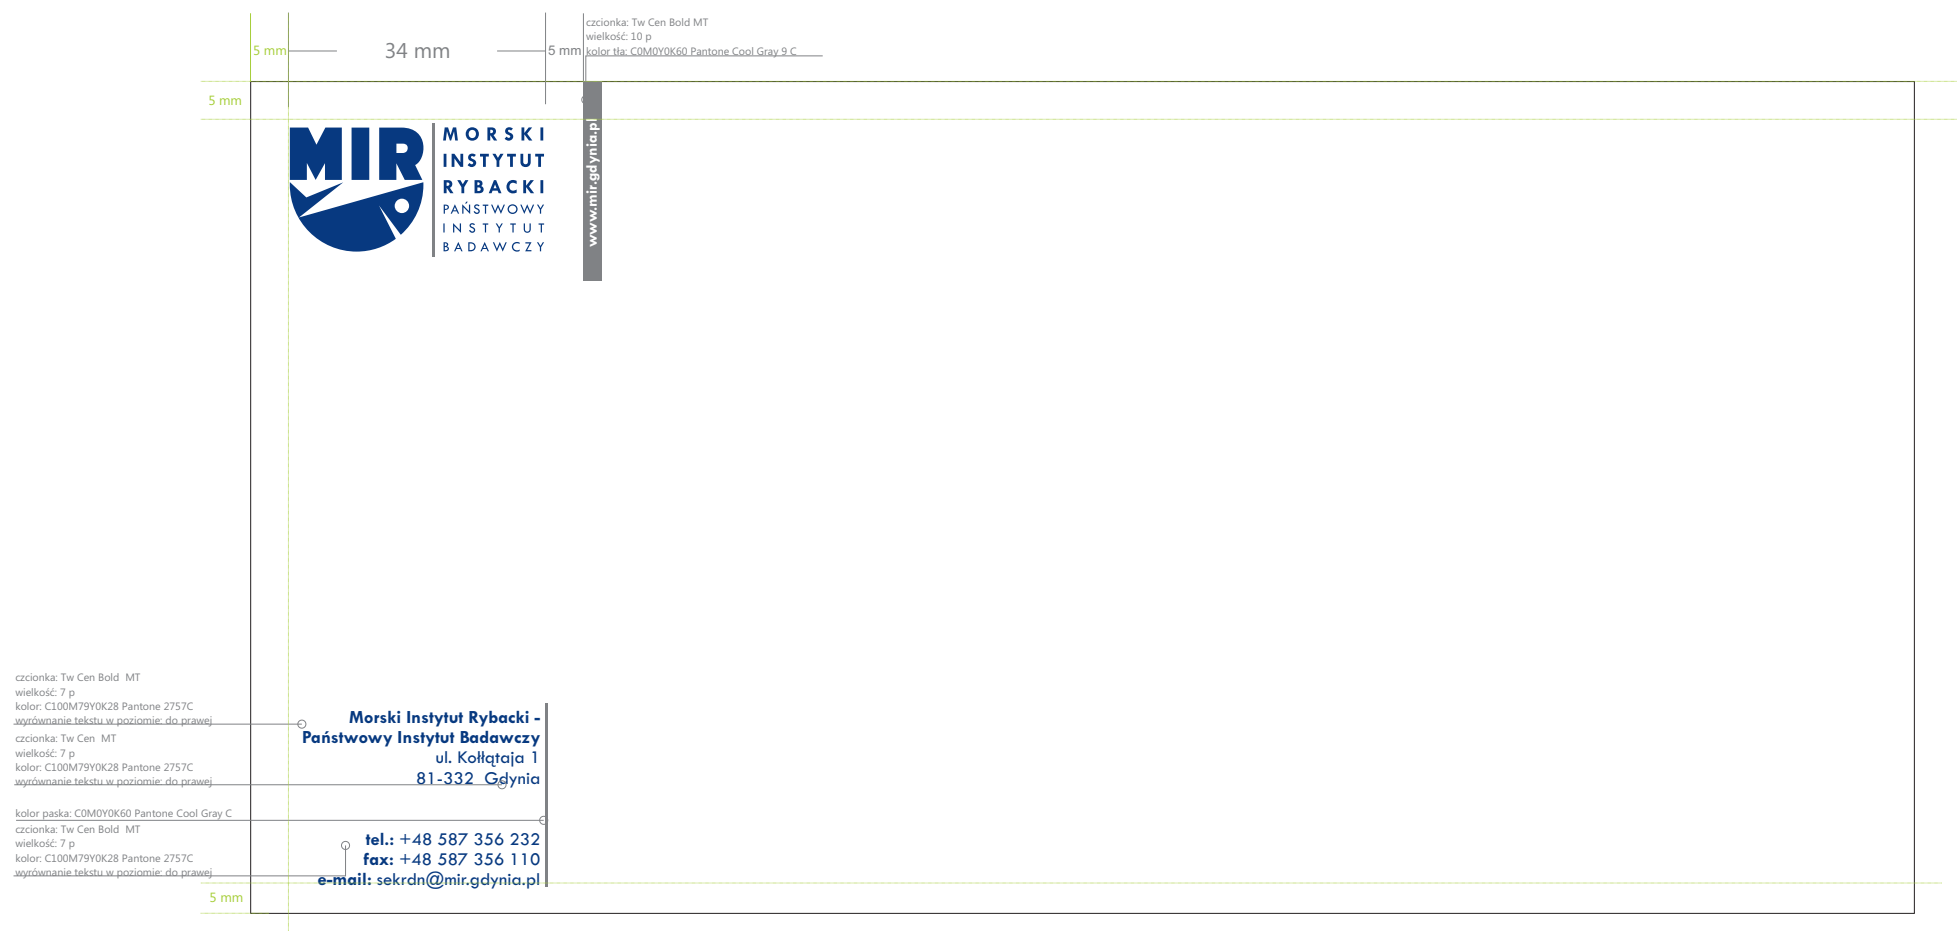 czcionka: Tw Cen Bold MT
wielkość: 10 p
kolor tła: C0M0Y0K60 Pantone Cool Gray 9 C
5 mm
34 mm
5 mm
5 mm
MIR
MORSKI
INSTYTUT
RYBACKI
PAŃSTWOWY
INSTYTUT
BADAWCZY
www.mir.gdynia.pl
czcionka: Tw Cen Bold  MT
wielkość: 7 p
kolor: C100M79Y0K28 Pantone 2757C
wyrównanie tekstu w poziomie: do prawej
czcionka: Tw Cen  MT
wielkość: 7 p
kolor: C100M79Y0K28 Pantone 2757C
wyrównanie tekstu w poziomie: do prawej
kolor paska: C0M0Y0K60 Pantone Cool Gray C
czcionka: Tw Cen Bold  MT
wielkość: 7 p
kolor: C100M79Y0K28 Pantone 2757C
wyrównanie tekstu w poziomie: do prawej
Morski Instytut Rybacki -
Państwowy Instytut Badawczy
ul. Kołłątaja 1
81-332  Gdynia
tel.: +48 587 356 232
fax: +48 587 356 110
e-mail: sekrdn@mir.gdynia.pl
5 mm